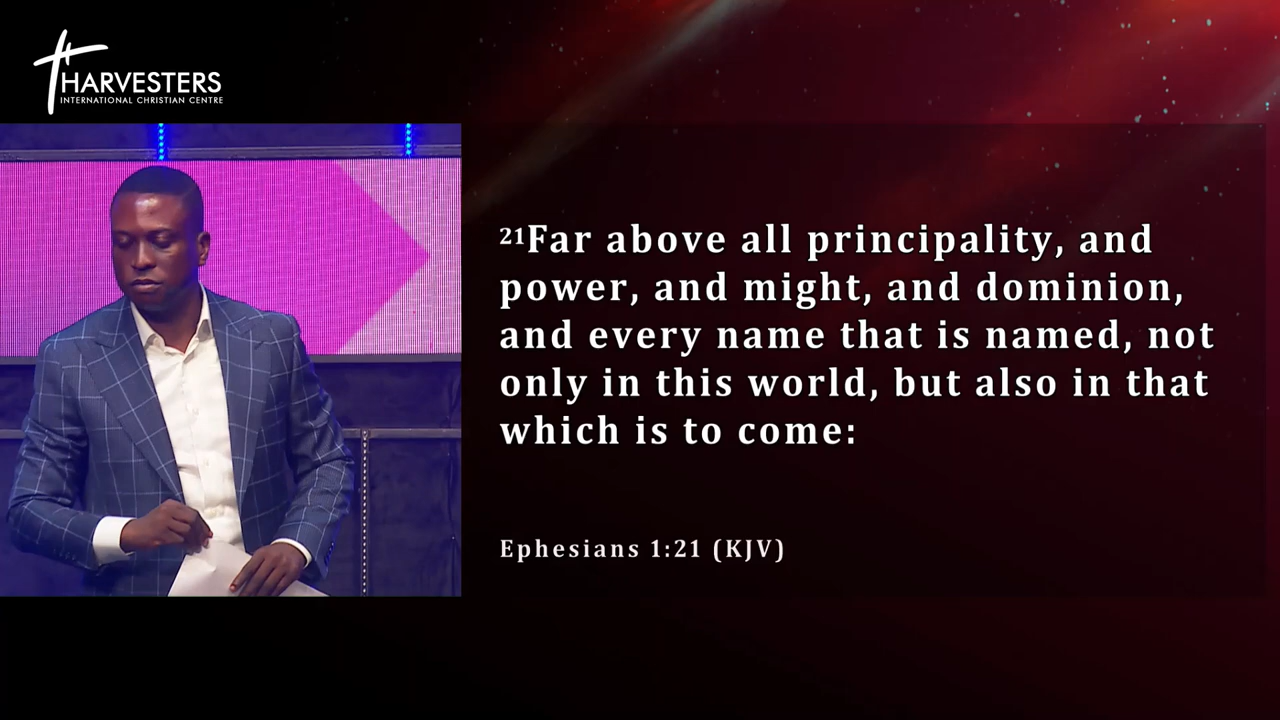 HARVESTERS
INTERNATIONAL CHRISTIAN CENTRE
21Far above all principality, and
power, and might, and dominion,
and every name that is named, not
only in this world, but also in that
which is to come:
Ephesians 1:21 (KJV)